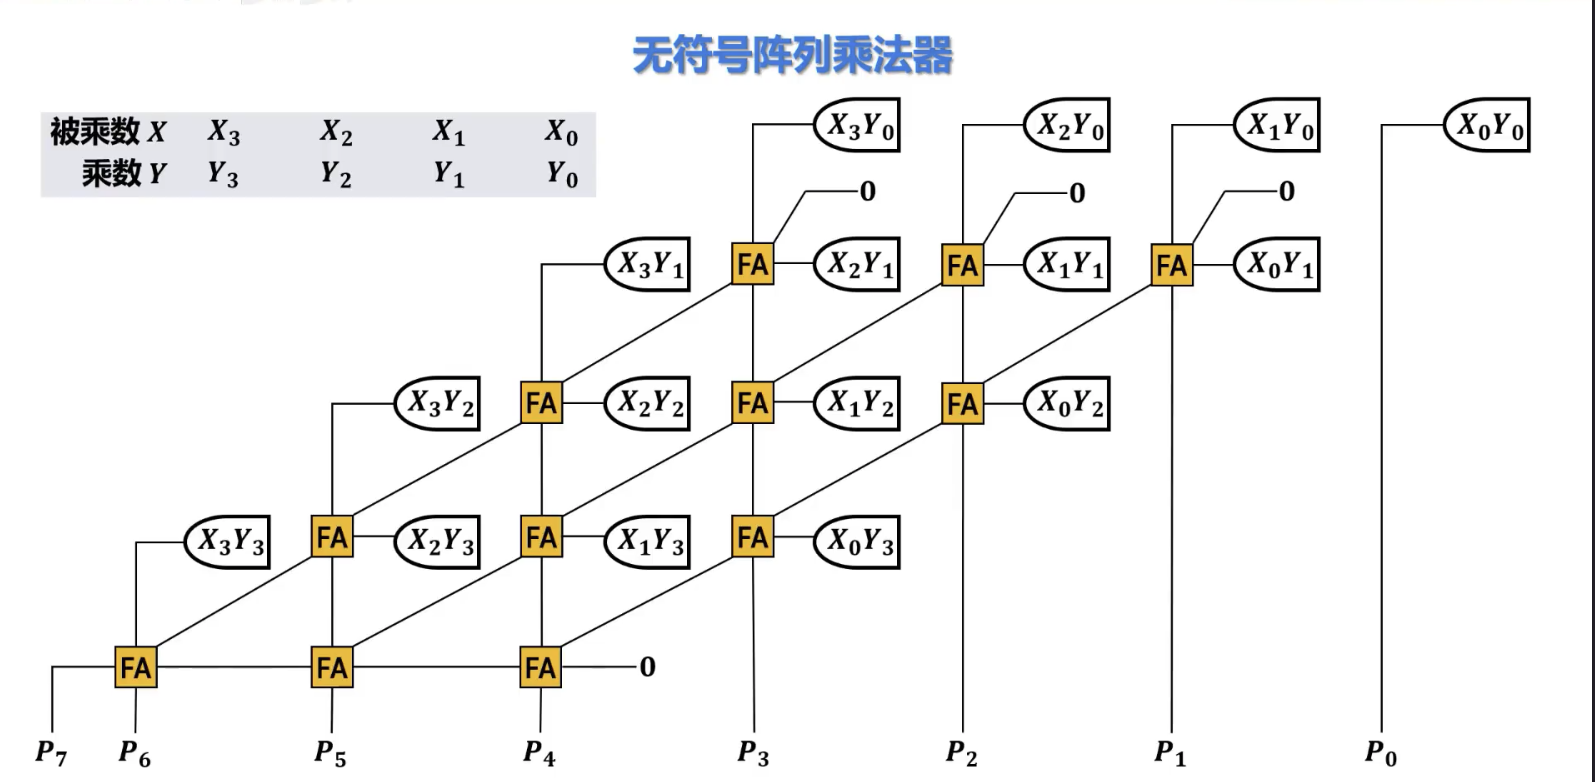 无符号阵列乘法器
被乘数 X X₃ X₂ X₁ X₀
乘数 Y Y₃ Y₂ Y₁ Y₀
X₃Y₀ X₂Y₀ X₁Y₀ X₀Y₀
0 0 0
X₃Y₁ FA X₂Y₁ FA X₁Y₁ FA X₀Y₁
X₃Y₂ FA X₂Y₂ FA X₁Y₂ FA X₀Y₂
X₃Y₃ FA X₂Y₃ FA X₁Y₃ FA X₀Y₃
FA FA FA 0
P₇ P₆ P₅ P₄ P₃ P₂ P₁ P₀